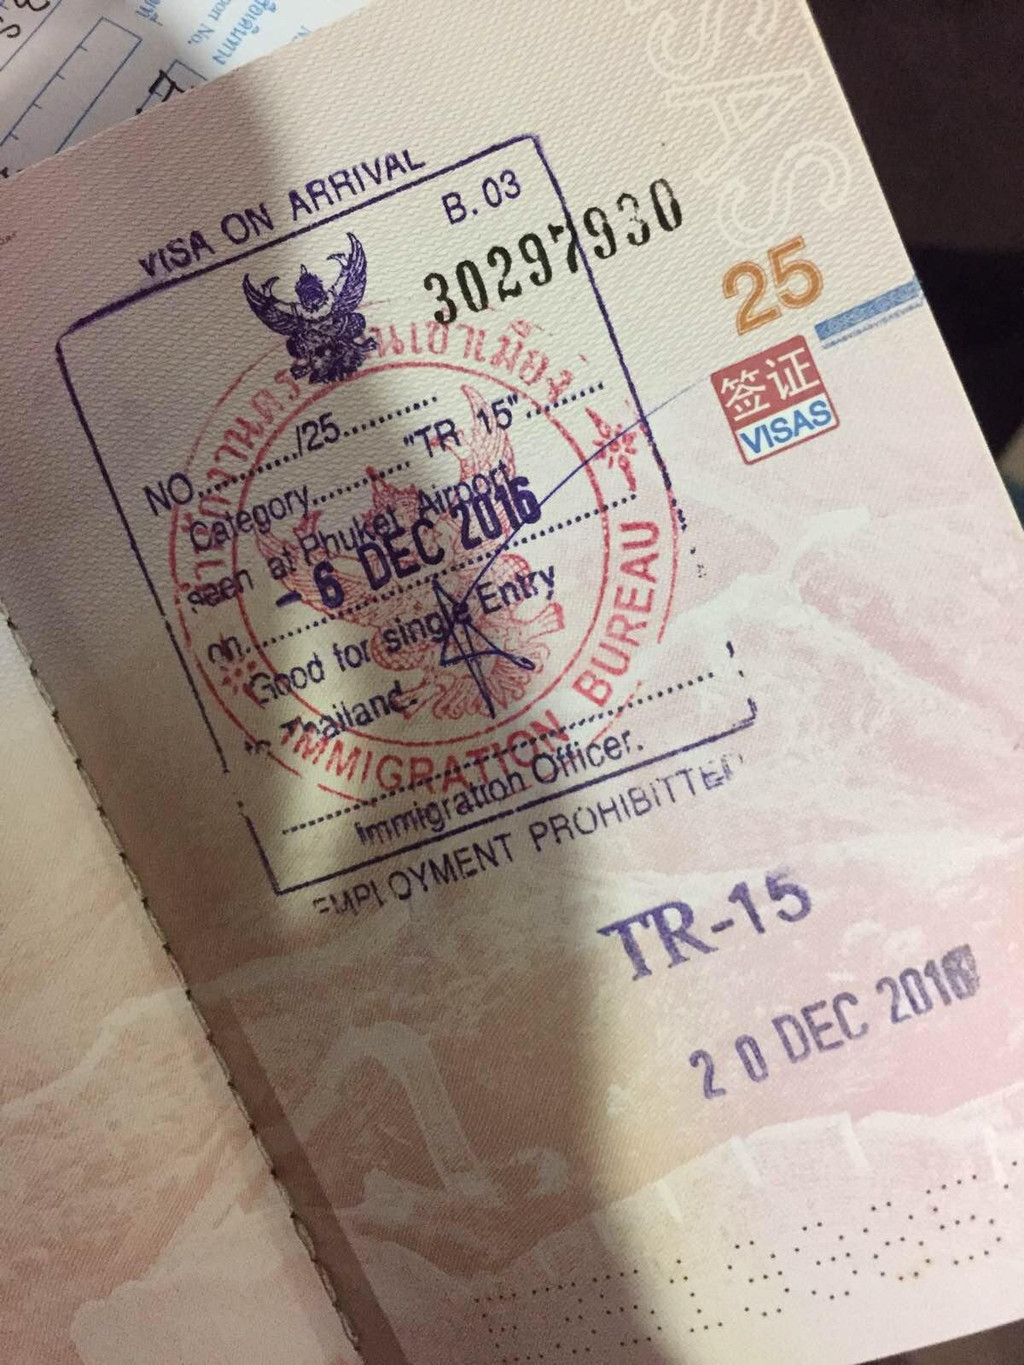 VISA ON ARRIVAL
B. 03
30297930
NO............/25...............
Category............."TR 15"............
seen at Phuket Airport
on
- 6 DEC 2016
Good for single Entry
to Thailand.
Immigration Officer.
EMPLOYMENT PROHIBITTED
IMMIGRATION BUREAU
TR-15
20 DEC 2016
VISAS
25
签证
VISAS